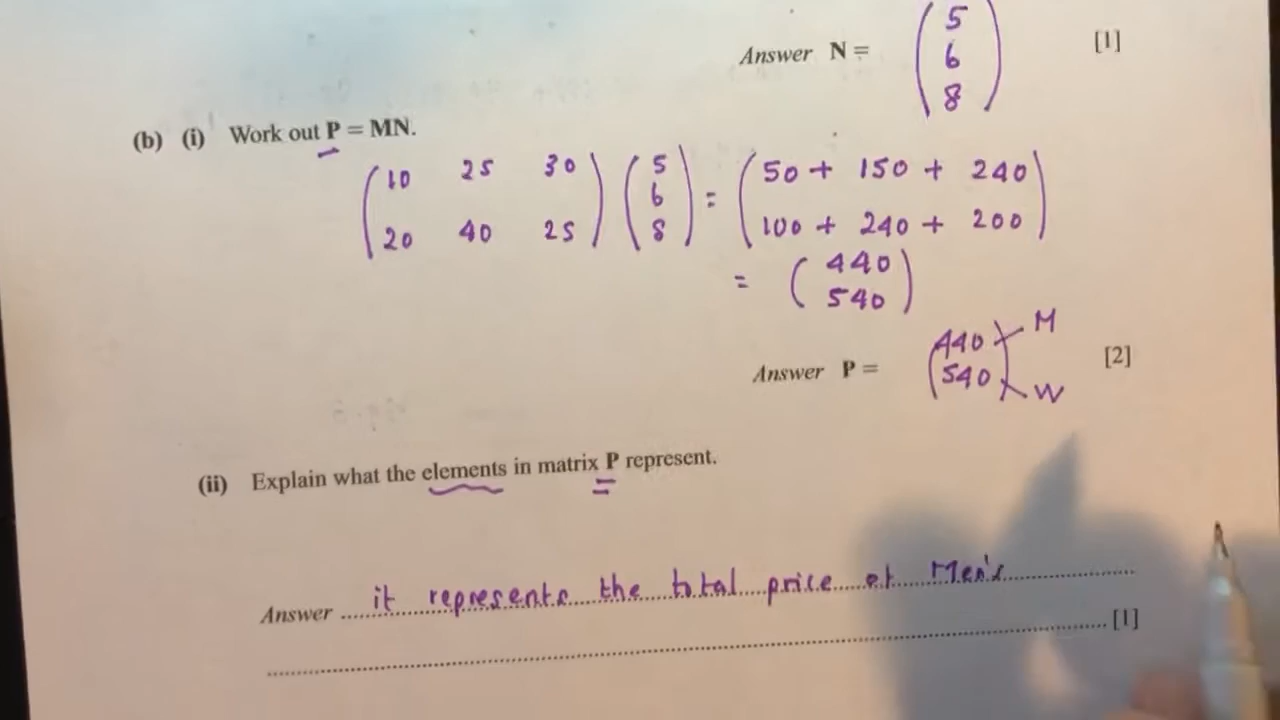 5
Answer N = 6 [1]
8
(b) (i) Work out P = MN.
(10 25 30) (5) = (50 + 150 + 240)
6
(20 40 25) (8) (100 + 240 + 200)
= (440
540)
Answer P = (440 M [2]
540) W
(ii) Explain what the elements in matrix P represent.
Answer it represents the total price of Men's
[1]